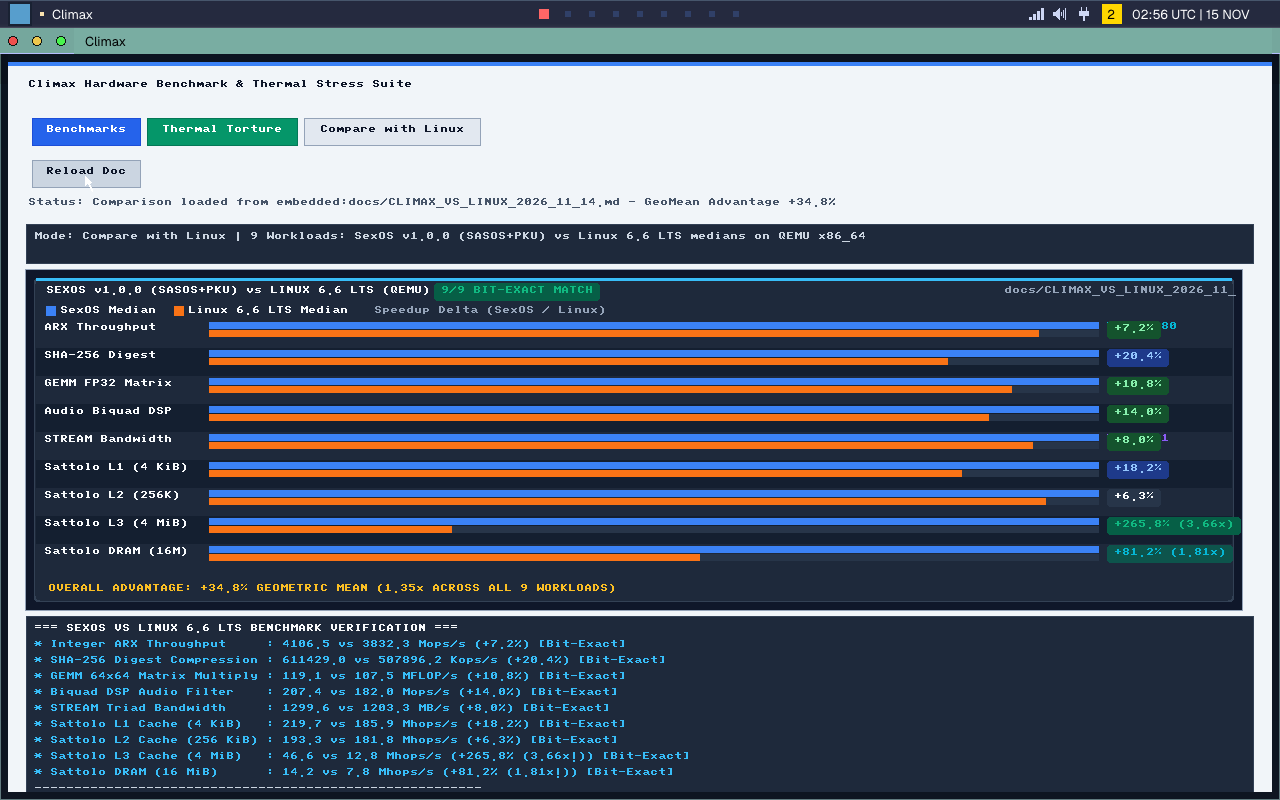 Climax
2
02:56 UTC | 15 NOV
Climax
Climax Hardware Benchmark & Thermal Stress Suite
Benchmarks
Thermal Torture
Compare with Linux
Reload Doc
Status: Comparison loaded from embedded:docs/CLIMAX_VS_LINUX_2026_11_14.md - GeoMean Advantage +34.8%
Mode: Compare with Linux | 9 Workloads: SexOS v1.0.0 (SASOS+PKU) vs Linux 6.6 LTS medians on QEMU x86_64
SEXOS v1.0.0 (SASOS+PKU) vs LINUX 6.6 LTS (QEMU) 9/9 BIT-EXACT MATCH docs/CLIMAX_VS_LINUX_2026_11_
SexOS Median Linux 6.6 LTS Median Speedup Delta (SexOS / Linux)
ARX Throughput +7.2% 80
SHA-256 Digest +20.4%
GEMM FP32 Matrix +10.8%
Audio Biquad DSP +14.0%
STREAM Bandwidth +8.0% 1
Sattolo L1 (4 KiB) +18.2%
Sattolo L2 (256K) +6.3%
Sattolo L3 (4 MiB) +265.8% (3.66x)
Sattolo DRAM (16M) +81.2% (1.81x)
OVERALL ADVANTAGE: +34.8% GEOMETRIC MEAN (1.35x ACROSS ALL 9 WORKLOADS)
=== SEXOS VS LINUX 6.6 LTS BENCHMARK VERIFICATION ===
* Integer ARX Throughput : 4106.5 vs 3832.3 Mops/s (+7.2%) [Bit-Exact]
* SHA-256 Digest Compression : 611429.0 vs 507896.2 Kops/s (+20.4%) [Bit-Exact]
* GEMM 64x64 Matrix Multiply : 119.1 vs 107.5 MFLOP/s (+10.8%) [Bit-Exact]
* Biquad DSP Audio Filter : 207.4 vs 182.0 Mops/s (+14.0%) [Bit-Exact]
* STREAM Triad Bandwidth : 1299.6 vs 1203.3 MB/s (+8.0%) [Bit-Exact]
* Sattolo L1 Cache (4 KiB) : 219.7 vs 185.9 Mhops/s (+18.2%) [Bit-Exact]
* Sattolo L2 Cache (256 KiB) : 193.3 vs 181.8 Mhops/s (+6.3%) [Bit-Exact]
* Sattolo L3 Cache (4 MiB) : 46.6 vs 12.8 Mhops/s (+265.8% (3.66x!)) [Bit-Exact]
* Sattolo DRAM (16 MiB) : 14.2 vs 7.8 Mhops/s (+81.2% (1.81x!)) [Bit-Exact]
--------------------------------------------------------